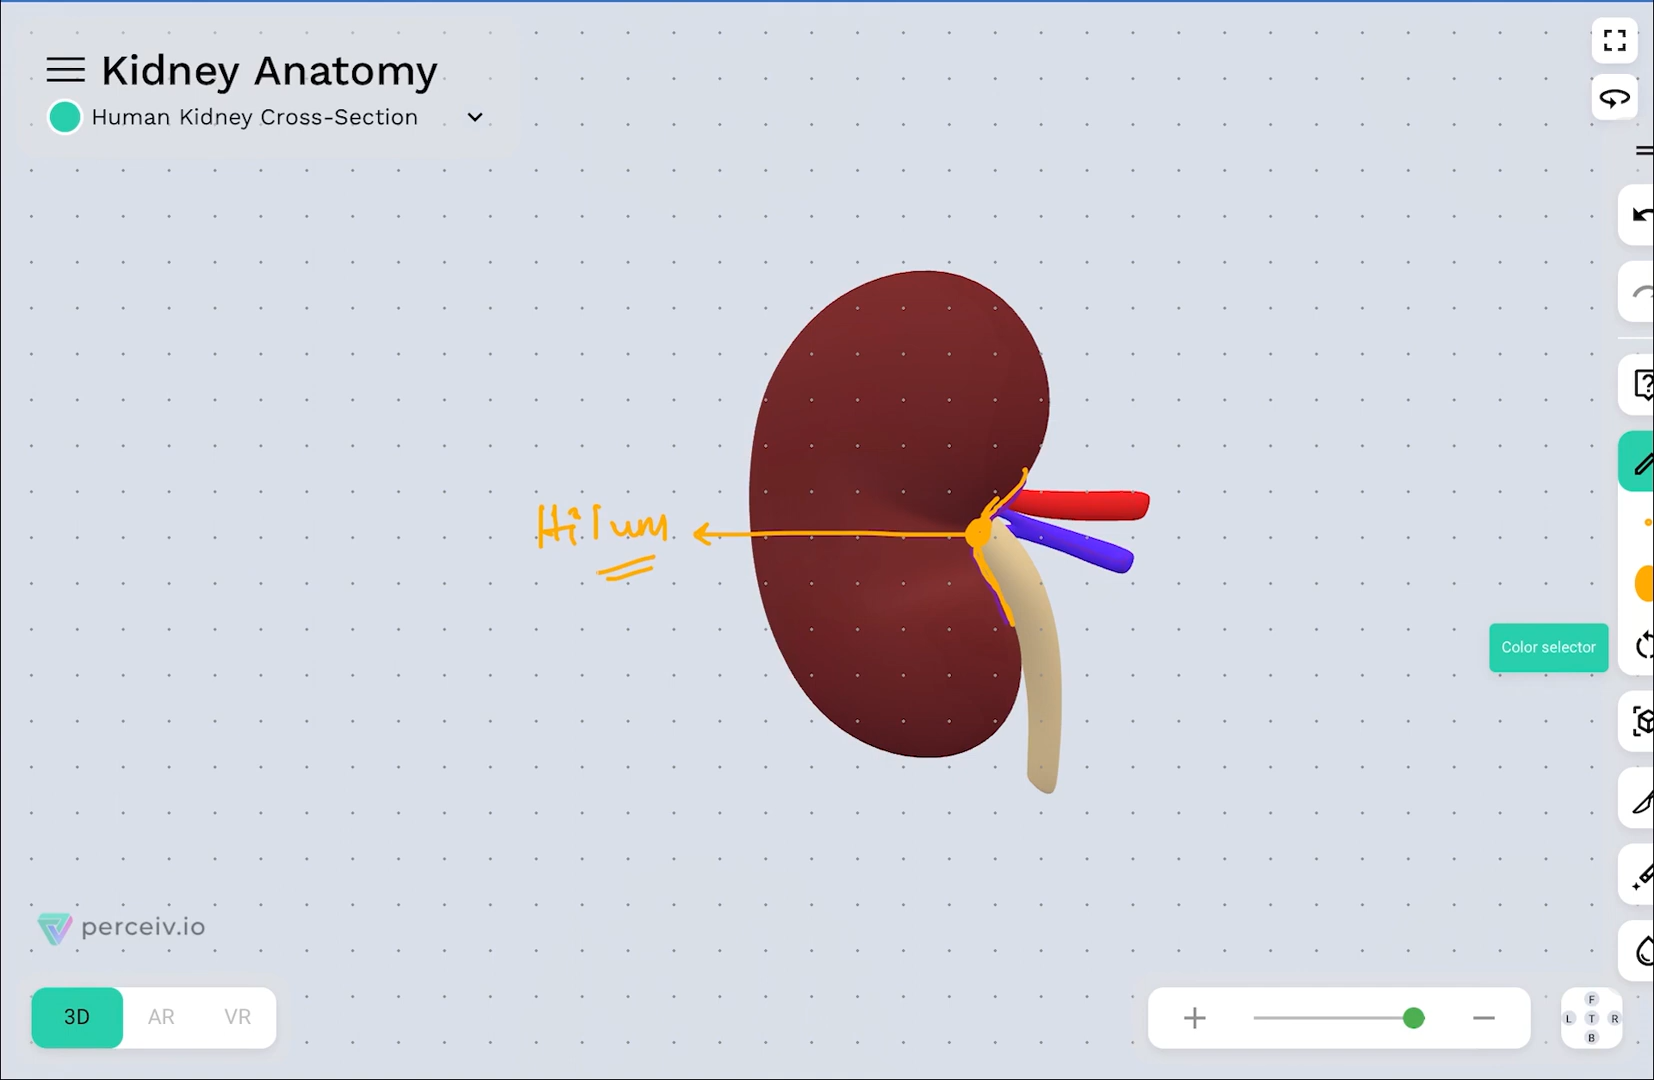 Kidney Anatomy
Human Kidney Cross-Section
Hilum
Color selector
perceiv.io
3D AR VR
F
L T R
B